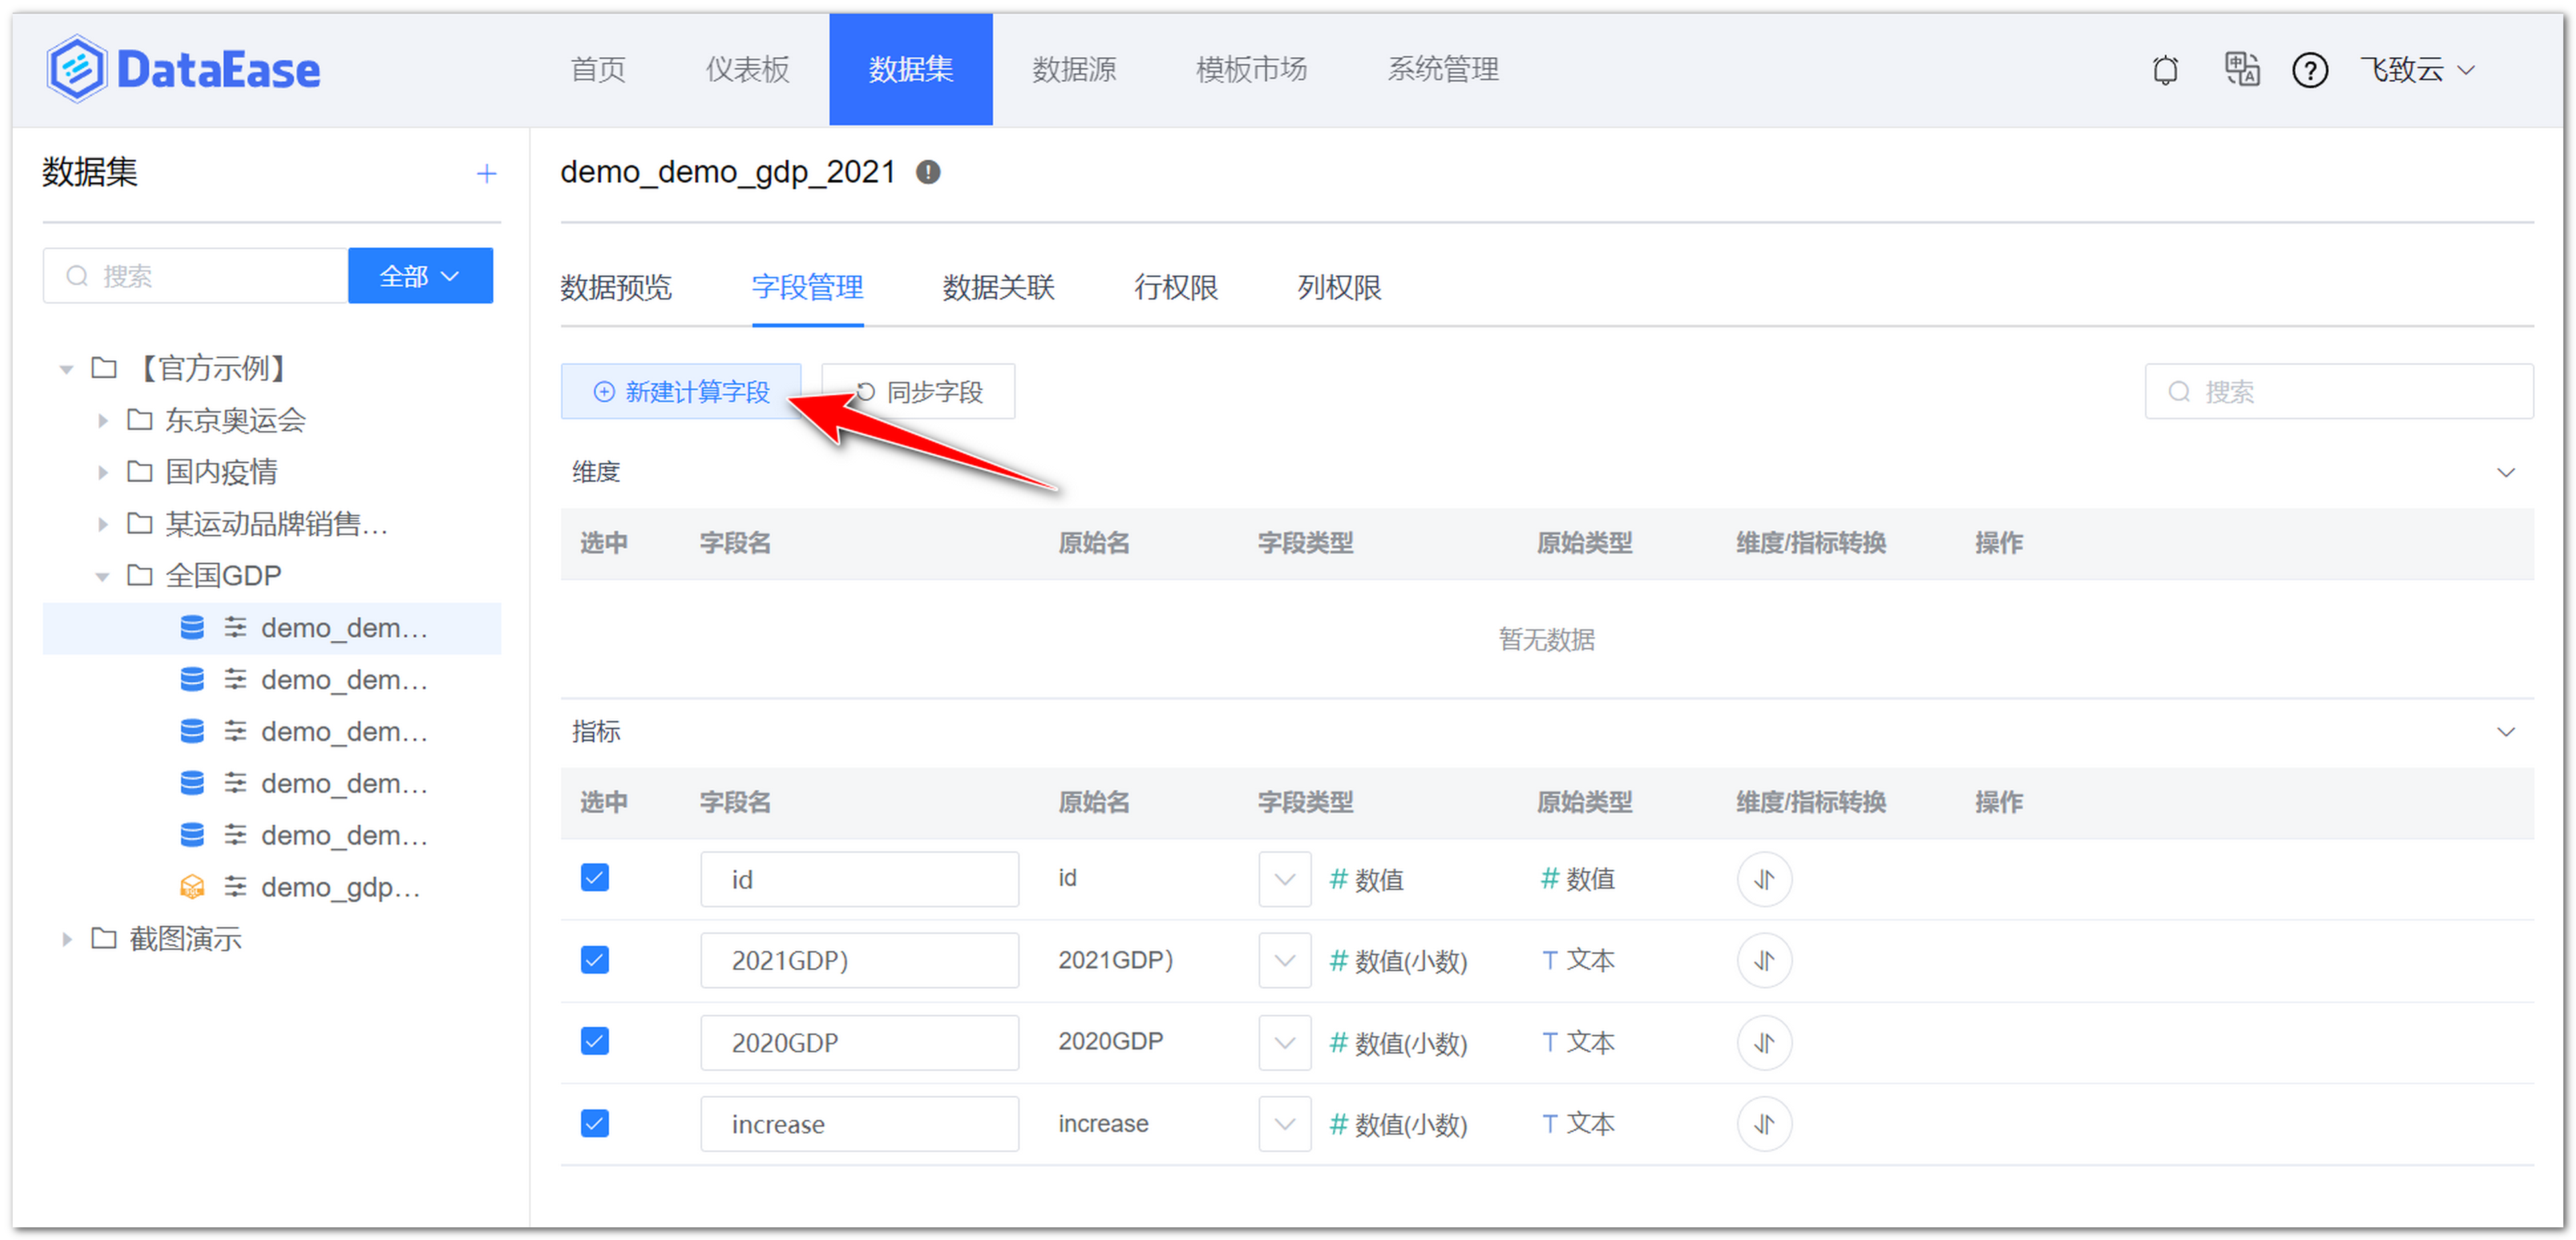 DataEase 首页 仪表板 数据集 数据源 模板市场 系统管理 飞致云
数据集
搜索 全部
【官方示例】
东京奥运会
国内疫情
某运动品牌销售...
全国GDP
demo_dem...
demo_dem...
demo_dem...
demo_dem...
demo_dem...
demo_gdp...
截图演示
demo_demo_gdp_2021
数据预览 字段管理 数据关联 行权限 列权限
新建计算字段 同步字段 搜索
维度
选中 字段名 原始名 字段类型 原始类型 维度/指标转换 操作
暂无数据
指标
选中 字段名 原始名 字段类型 原始类型 维度/指标转换 操作
id id # 数值 # 数值
2021GDP） 2021GDP） # 数值(小数) T 文本
2020GDP 2020GDP # 数值(小数) T 文本
increase increase # 数值(小数) T 文本